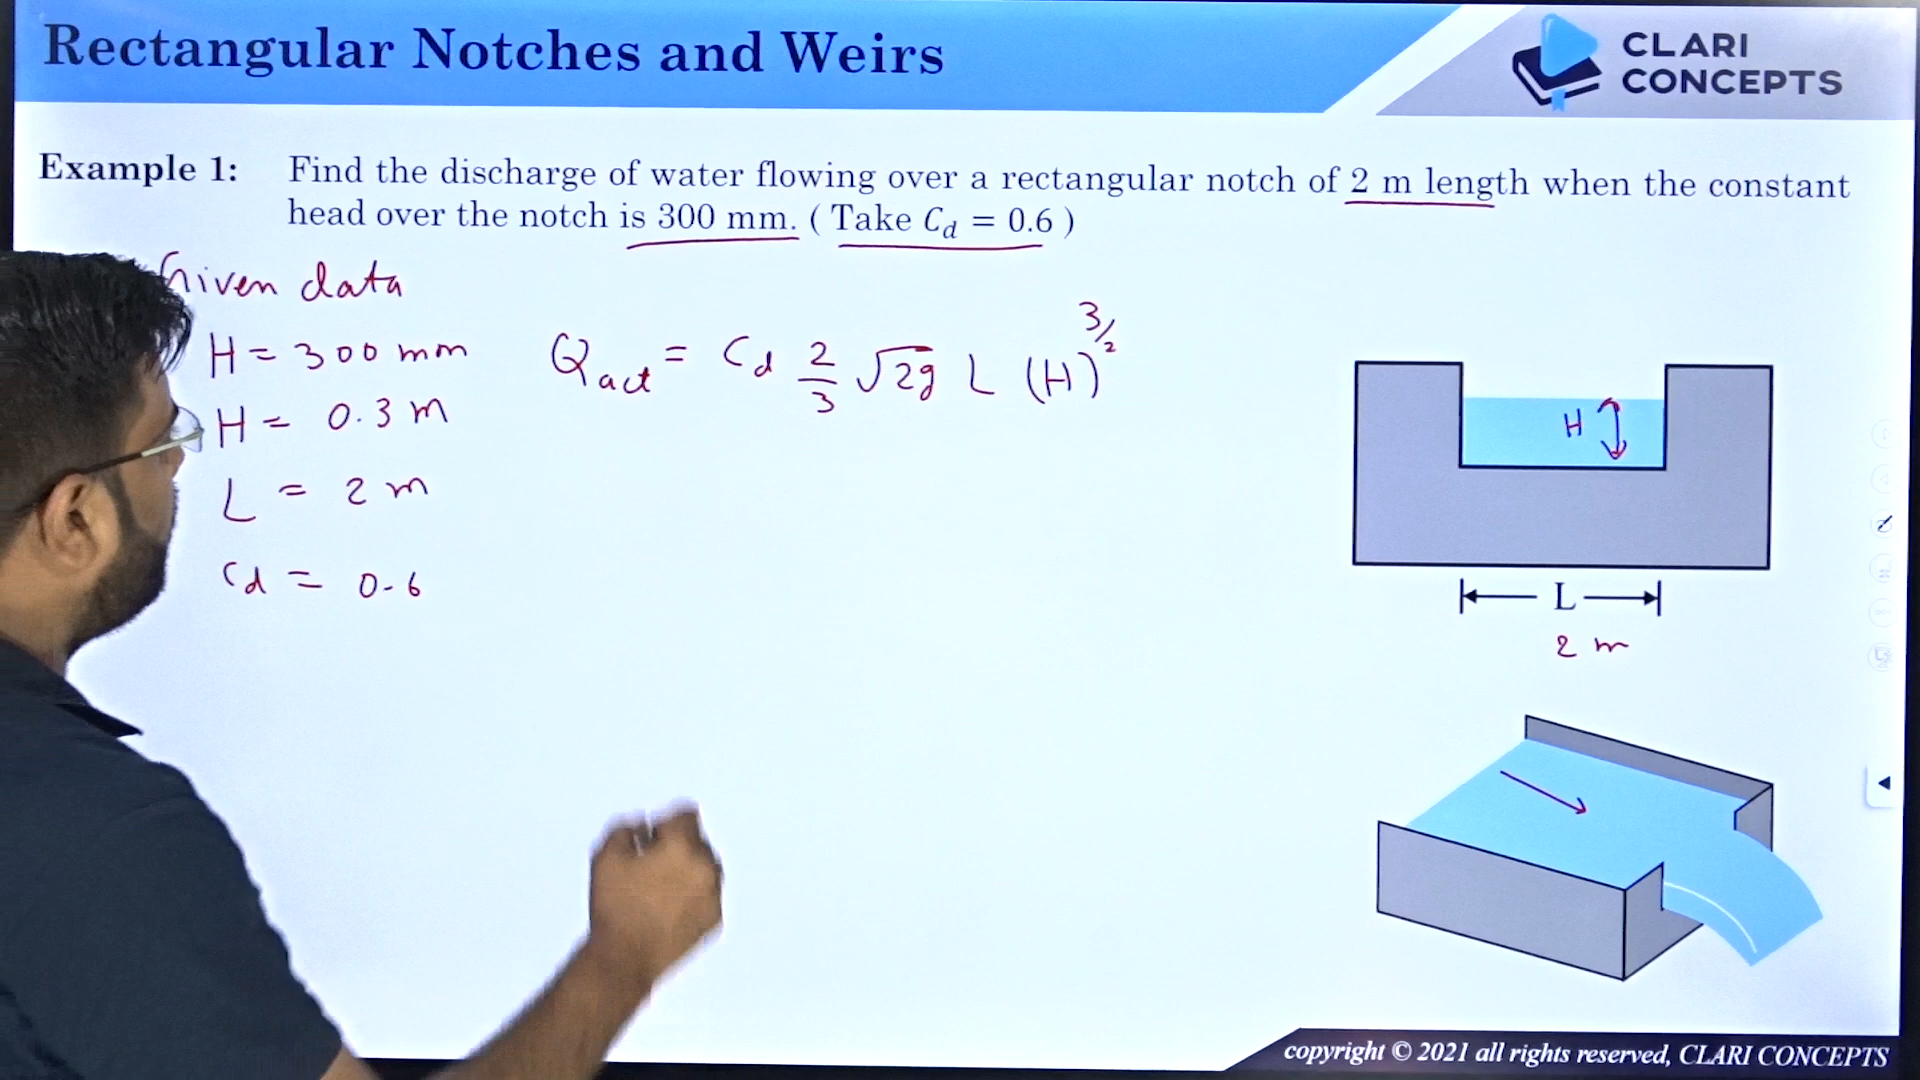 Rectangular Notches and Weirs
CLARI
CONCEPTS
Example 1: Find the discharge of water flowing over a rectangular notch of 2 m length when the constant
head over the notch is 300 mm. ( Take C_d = 0.6 )
Given data
H = 300 mm
H = 0.3 m
L = 2 m
Cd = 0.6
Qact = Cd 2/3 √2g L (H)^3/2
H
L
2 m
copyright © 2021 all rights reserved, CLARI CONCEPTS